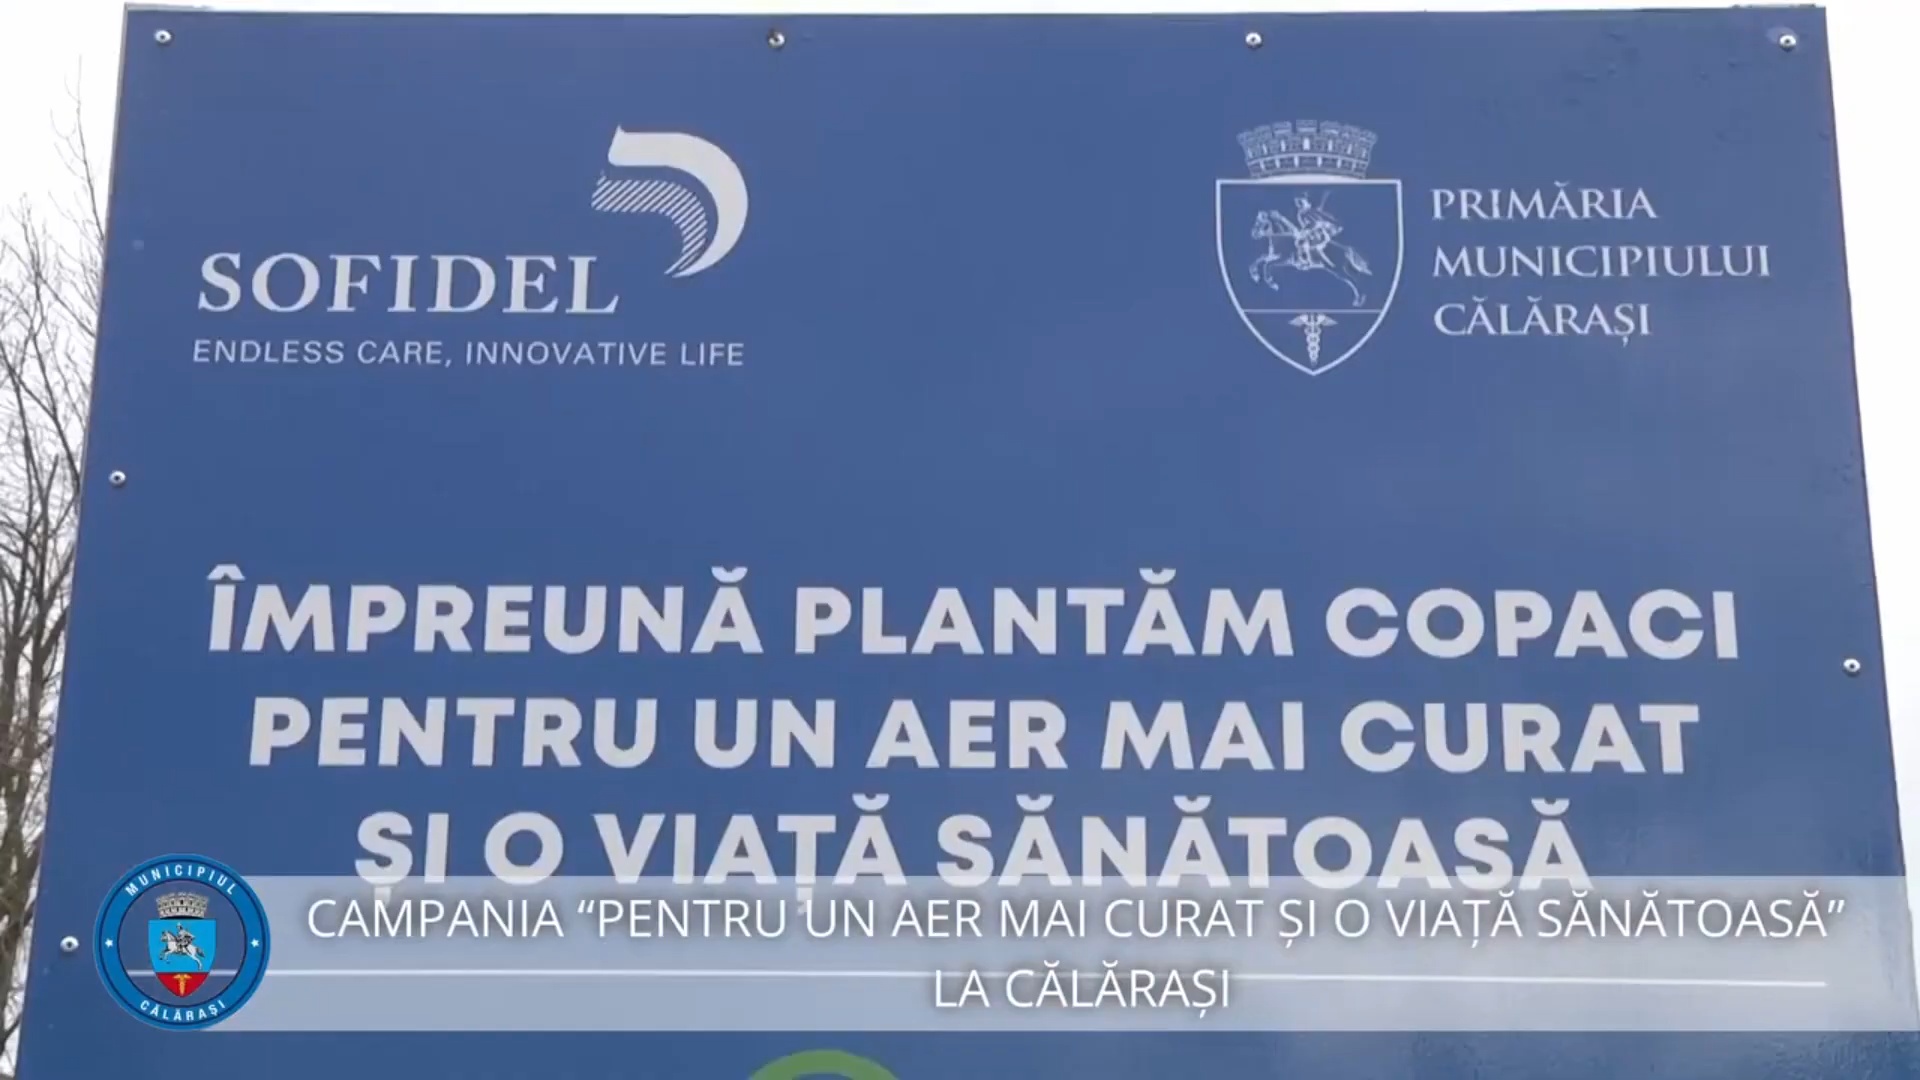 SOFIDEL
ENDLESS CARE, INNOVATIVE LIFE
PRIMĂRIA
MUNICIPIULUI
CĂLĂRAȘI
ÎMPREUNĂ PLANTĂM COPACI
PENTRU UN AER MAI CURAT
ȘI O VIAȚĂ SĂNĂTOASĂ
MUNICIPIUL
CĂLĂRAȘI
CAMPANIA “PENTRU UN AER MAI CURAT ȘI O VIAȚĂ SĂNĂTOASĂ”
LA CĂLĂRAȘI